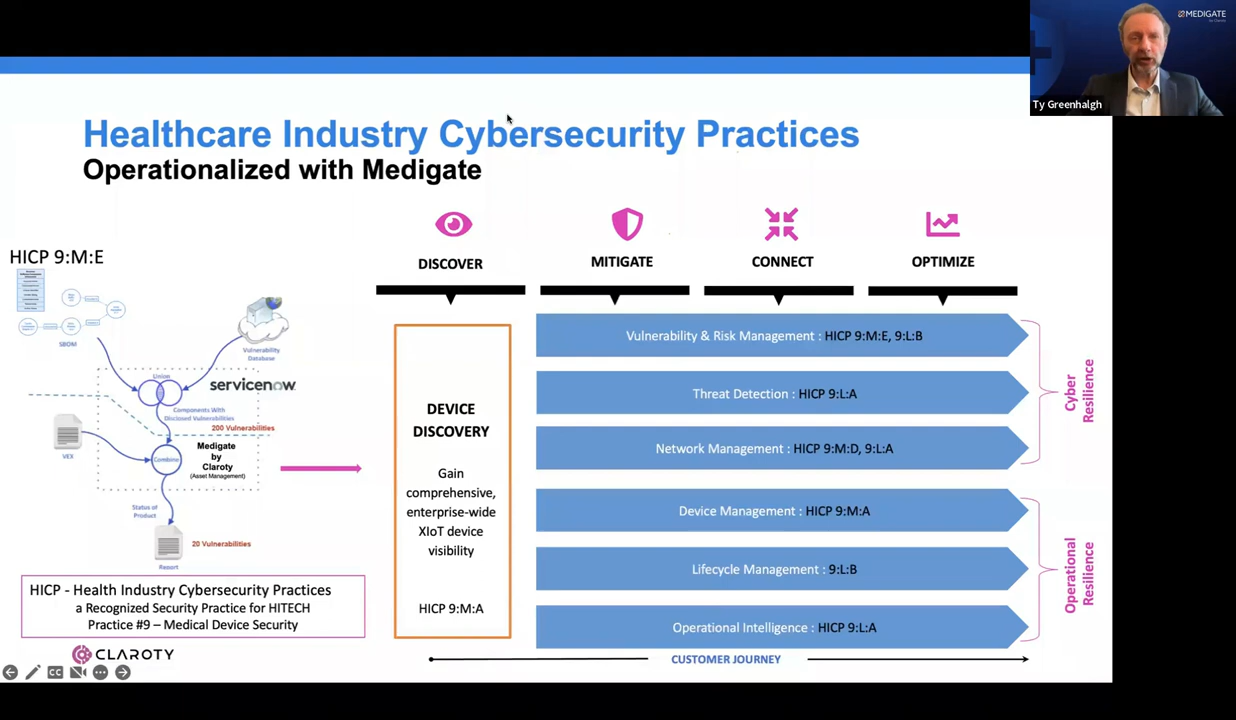 MEDIGATE
Ty Greenhalgh
Healthcare Industry Cybersecurity Practices
Operationalized with Medigate
HICP 9:M:E
SBOM
Vulnerability
Database
Union
servicenow
Components With
Disclosed Vulnerabilities
200 Vulnerabilities
VEX
Combine
Medigate
by
Claroty
(Asset Management)
Status of
Product
20 Vulnerabilities
Report
HICP - Health Industry Cybersecurity Practices
a Recognized Security Practice for HITECH
Practice #9 – Medical Device Security
CLAROTY
CC
DISCOVER
MITIGATE
CONNECT
OPTIMIZE
DEVICE
DISCOVERY
Gain
comprehensive,
enterprise-wide
XIoT device
visibility
HICP 9:M:A
Vulnerability & Risk Management : HICP 9:M:E, 9:L:B
Threat Detection : HICP 9:L:A
Network Management : HICP 9:M:D, 9:L:A
Device Management : HICP 9:M:A
Lifecycle Management : 9:L:B
Operational Intelligence : HICP 9:L:A
Cyber
Resilience
Operational
Resilience
CUSTOMER JOURNEY